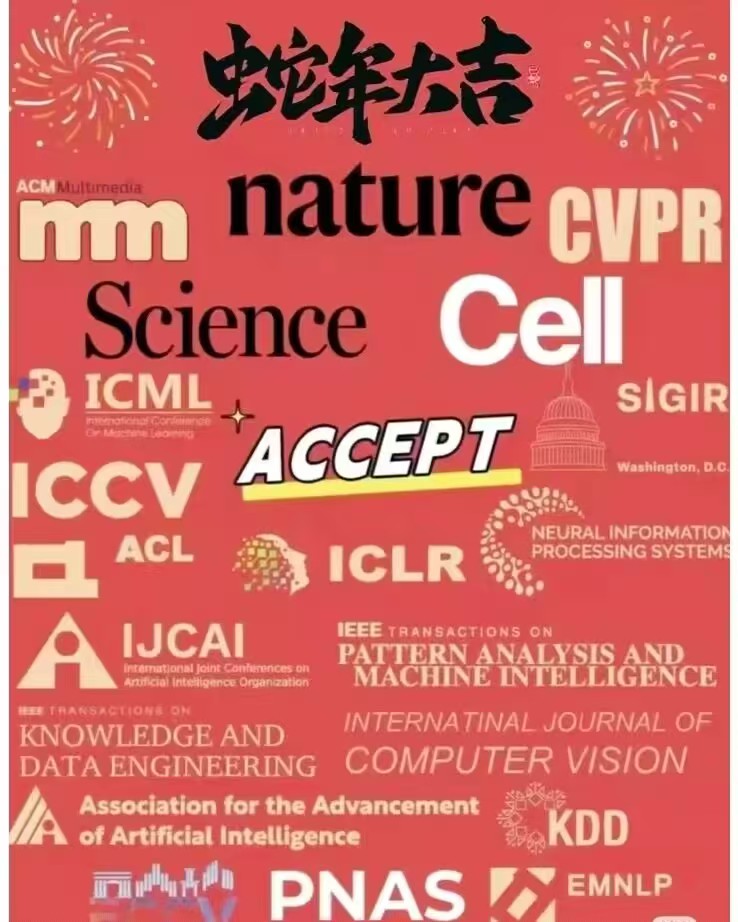 蛇年大吉
ACM Multimedia
mm
nature
CVPR
Science
Cell
ICML
International Conference
On Machine Learning
SIGIR
Washington, D.C.
ACCEPT
ICCV
ACL
ICLR
NEURAL INFORMATION
PROCESSING SYSTEMS
IJCAI
International Joint Conferences on
Artificial Intelligence Organization
IEEE TRANSACTIONS ON
PATTERN ANALYSIS AND
MACHINE INTELLIGENCE
IEEE TRANSACTIONS ON
KNOWLEDGE AND
DATA ENGINEERING
INTERNATINAL JOURNAL OF
COMPUTER VISION
Association for the Advancement
of Artificial Intelligence
KDD
PNAS
EMNLP